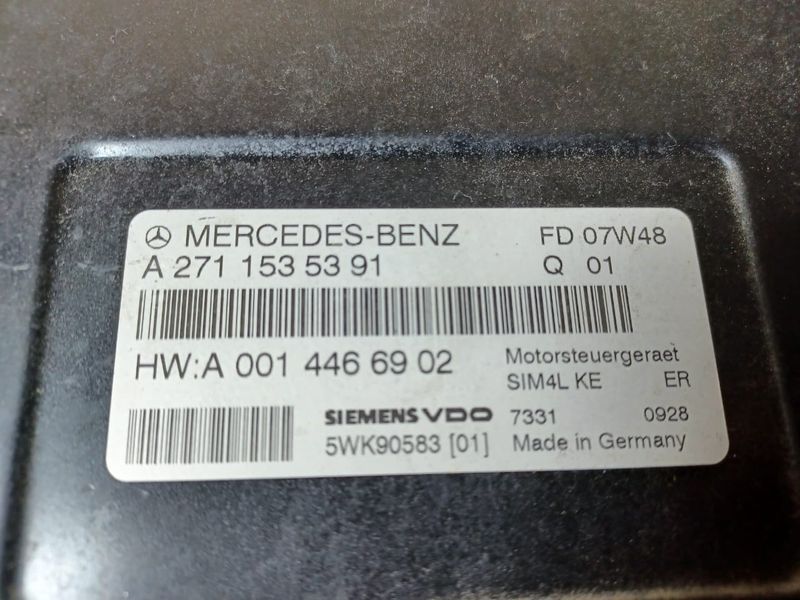 MERCEDES-BENZ FD 07W48
A 271 153 53 91 Q 01
HW:A 001 446 69 02 Motorsteuergeraet
SIM4L KE ER
SIEMENS VDO 7331 0928
5WK90583 [01] Made in Germany